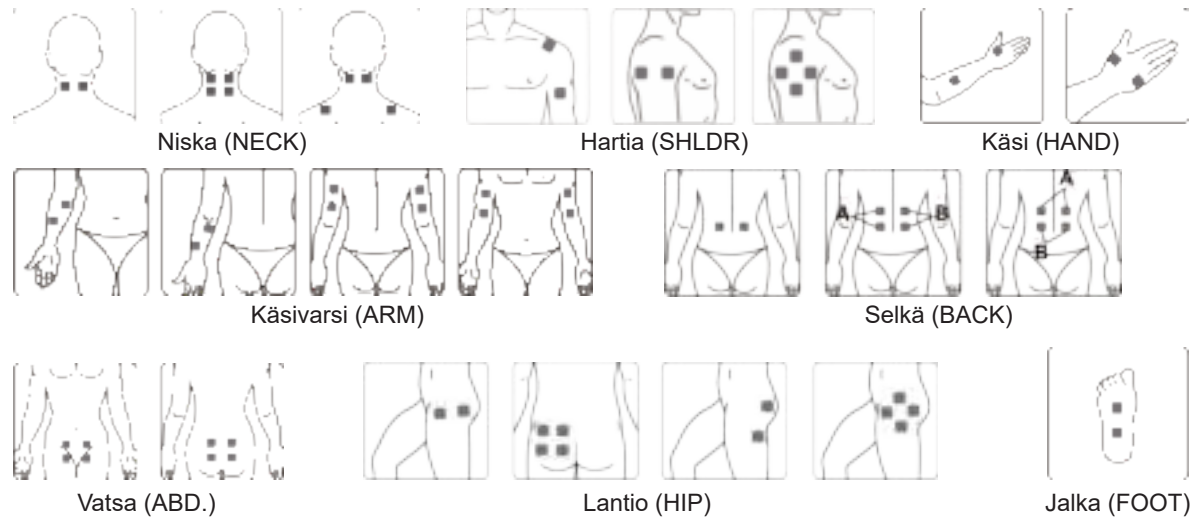 Niska (NECK)
Hartia (SHLDR)
Käsi (HAND)
A
A B
B
Käsivarsi (ARM)
Selkä (BACK)
Vatsa (ABD.)
Lantio (HIP)
Jalka (FOOT)